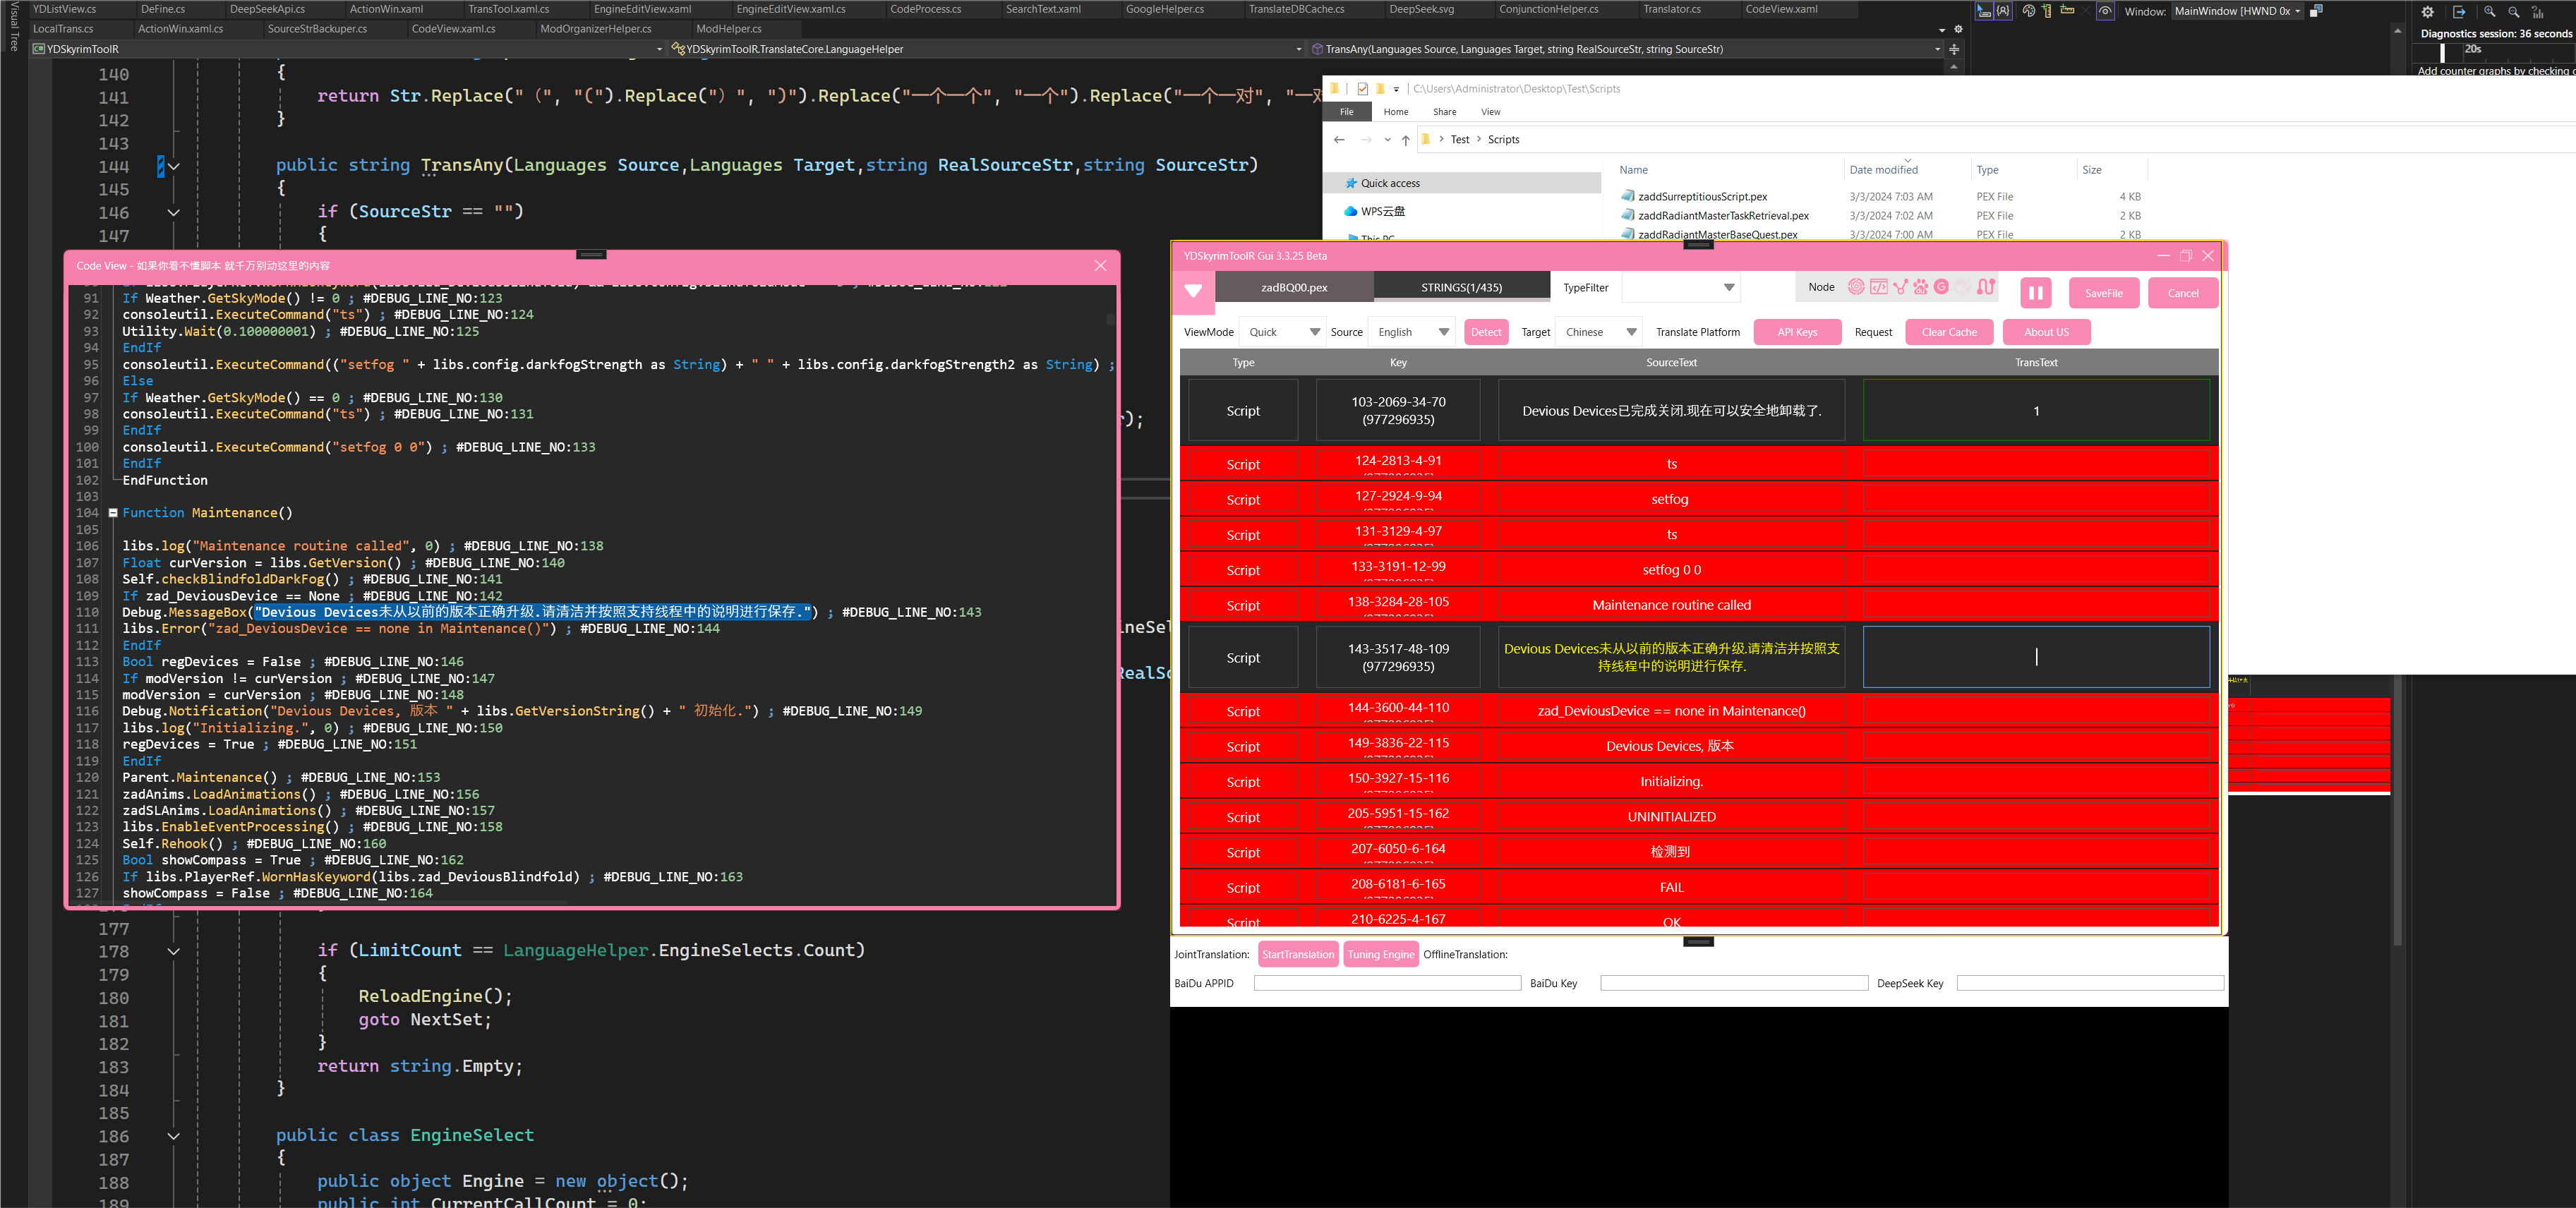 Visual Tree
YDListView.cs DeFine.cs DeepSeekApi.cs ActionWin.xaml TransTool.xaml.cs EngineEditView.xaml EngineEditView.xaml.cs CodeProcess.cs SearchText.xaml GoogleHelper.cs TranslateDBCache.cs DeepSeek.svg ConjunctionHelper.cs Translator.cs CodeView.xaml
LocalTrans.cs ActionWin.xaml.cs SourceStrBackuper.cs CodeView.xaml.cs ModOrganizerHelper.cs ModHelper.cs
YDSkyrimToolR YDSkyrimToolR.TranslateCore.LanguageHelper TransAny(Languages Source, Languages Target, string RealSourceStr, string SourceStr)
Window: MainWindow [HWND 0x
Diagnostics session: 36 seconds
20s
Add counter graphs by checking
140 {
141 return Str.Replace("（", "(").Replace("）", ")").Replace("一个一个", "一个").Replace("一个一对", "一对
142 }
143
144 public string TransAny(Languages Source,Languages Target,string RealSourceStr,string SourceStr)
145 {
146 if (SourceStr == "")
147 {
177
178 if (LimitCount == LanguageHelper.EngineSelects.Count)
179 {
180 ReloadEngine();
181 goto NextSet;
182 }
183 return string.Empty;
184 }
185
186 public class EngineSelect
187 {
188 public object Engine = new object();
189 public int CurrentCallCount = 0;
C:\Users\Administrator\Desktop\Test\Scripts
File Home Share View
Test > Scripts
Name Date modified Type Size
Quick access
WPS云盘
This PC
zaddSurreptitiousScript.pex 3/3/2024 7:03 AM PEX File 4 KB
zaddRadiantMasterTaskRetrieval.pex 3/3/2024 7:02 AM PEX File 2 KB
zaddRadiantMasterBaseQuest.pex 3/3/2024 7:00 AM PEX File 2 KB
Code View - 如果你看不懂脚本 就千万别动这里的内容
91 If Weather.GetSkyMode() != 0 ; #DEBUG_LINE_NO:123
92 consoleutil.ExecuteCommand("ts") ; #DEBUG_LINE_NO:124
93 Utility.Wait(0.100000001) ; #DEBUG_LINE_NO:125
94 EndIf
95 consoleutil.ExecuteCommand(("setfog " + libs.config.darkfogStrength as String) + " " + libs.config.darkfogStrength2 as String) ;
96 Else
97 If Weather.GetSkyMode() == 0 ; #DEBUG_LINE_NO:130
98 consoleutil.ExecuteCommand("ts") ; #DEBUG_LINE_NO:131
99 EndIf
100 consoleutil.ExecuteCommand("setfog 0 0") ; #DEBUG_LINE_NO:133
101 EndIf
102 EndFunction
103
104 Function Maintenance()
105
106 libs.log("Maintenance routine called", 0) ; #DEBUG_LINE_NO:138
107 Float curVersion = libs.GetVersion() ; #DEBUG_LINE_NO:140
108 Self.checkBlindfoldDarkFog() ; #DEBUG_LINE_NO:141
109 If zad_DeviousDevice == None ; #DEBUG_LINE_NO:142
110 Debug.MessageBox("Devious Devices未从以前的版本正确升级.请清洁并按照支持线程中的说明进行保存.") ; #DEBUG_LINE_NO:143
111 libs.Error("zad_DeviousDevice == none in Maintenance()") ; #DEBUG_LINE_NO:144
112 EndIf
113 Bool regDevices = False ; #DEBUG_LINE_NO:146
114 If modVersion != curVersion ; #DEBUG_LINE_NO:147
115 modVersion = curVersion ; #DEBUG_LINE_NO:148
116 Debug.Notification("Devious Devices, 版本 " + libs.GetVersionString() + " 初始化.") ; #DEBUG_LINE_NO:149
117 libs.log("Initializing.", 0) ; #DEBUG_LINE_NO:150
118 regDevices = True ; #DEBUG_LINE_NO:151
119 EndIf
120 Parent.Maintenance() ; #DEBUG_LINE_NO:153
121 zadAnims.LoadAnimations() ; #DEBUG_LINE_NO:156
122 zadSLAnims.LoadAnimations() ; #DEBUG_LINE_NO:157
123 libs.EnableEventProcessing() ; #DEBUG_LINE_NO:158
124 Self.Rehook() ; #DEBUG_LINE_NO:160
125 Bool showCompass = True ; #DEBUG_LINE_NO:162
126 If libs.PlayerRef.WornHasKeyword(libs.zad_DeviousBlindfold) ; #DEBUG_LINE_NO:163
127 showCompass = False ; #DEBUG_LINE_NO:164
YDSkyrimToolR Gui 3.3.25 Beta
zadBQ00.pex STRINGS(1/435) TypeFilter Node SaveFile Cancel
ViewMode Quick Source English Detect Target Chinese Translate Platform API Keys Request Clear Cache About US
Type Key SourceText TransText
Script 103-2069-34-70 (977296935) Devious Devices已完成关闭.现在可以安全地卸载了. 1
Script 124-2813-4-91 ts
Script 127-2924-9-94 setfog
Script 131-3129-4-97 ts
Script 133-3191-12-99 setfog 0 0
Script 138-3284-28-105 Maintenance routine called
Script 143-3517-48-109 (977296935) Devious Devices未从以前的版本正确升级.请清洁并按照支持线程中的说明进行保存.
Script 144-3600-44-110 zad_DeviousDevice == none in Maintenance()
Script 149-3836-22-115 Devious Devices, 版本
Script 150-3927-15-116 Initializing.
Script 205-5951-15-162 UNINITIALIZED
Script 207-6050-6-164 检测到
Script 208-6181-6-165 FAIL
Script 210-6225-4-167 OK
JointTranslation: StartTranslation Tuning Engine OfflineTranslation:
BaiDu APPID BaiDu Key DeepSeek Key